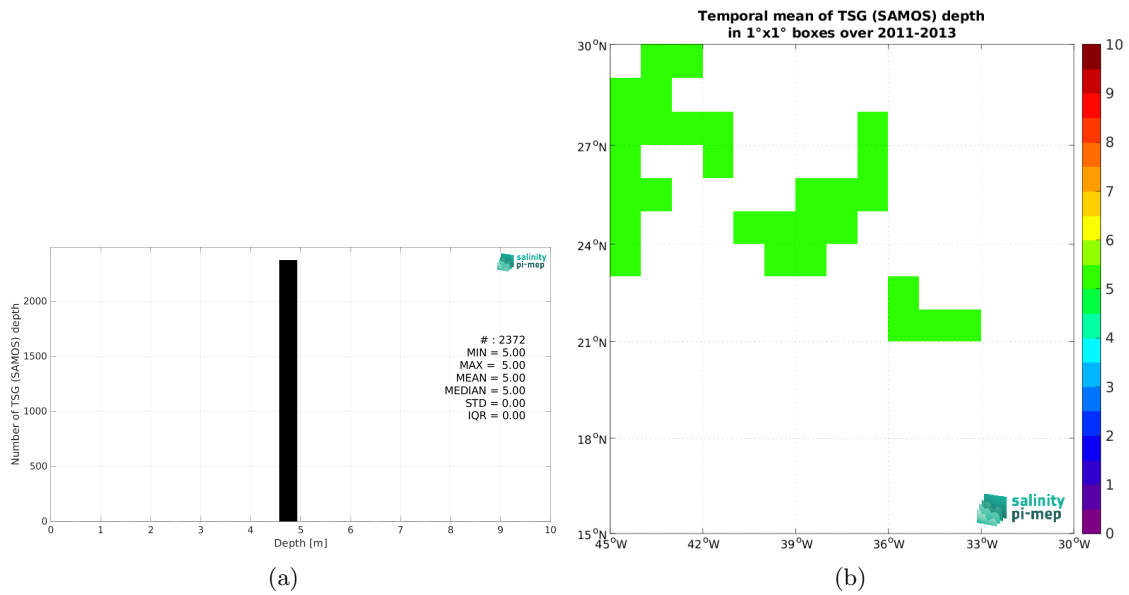 salinity
pi-mep
Number of TSG (SAMOS) depth
2000
1500
1000
500
0
# : 2372
MIN = 5.00
MAX = 5.00
MEAN = 5.00
MEDIAN = 5.00
STD = 0.00
IQR = 0.00
0 1 2 3 4 5 6 7 8 9 10
Depth [m]
(a)
Temporal mean of TSG (SAMOS) depth
in 1°x1° boxes over 2011-2013
30°N
27°N
24°N
21°N
18°N
15°N
45°W 42°W 39°W 36°W 33°W 30°W
salinity
pi-mep
10
9
8
7
6
5
4
3
2
1
0
(b)